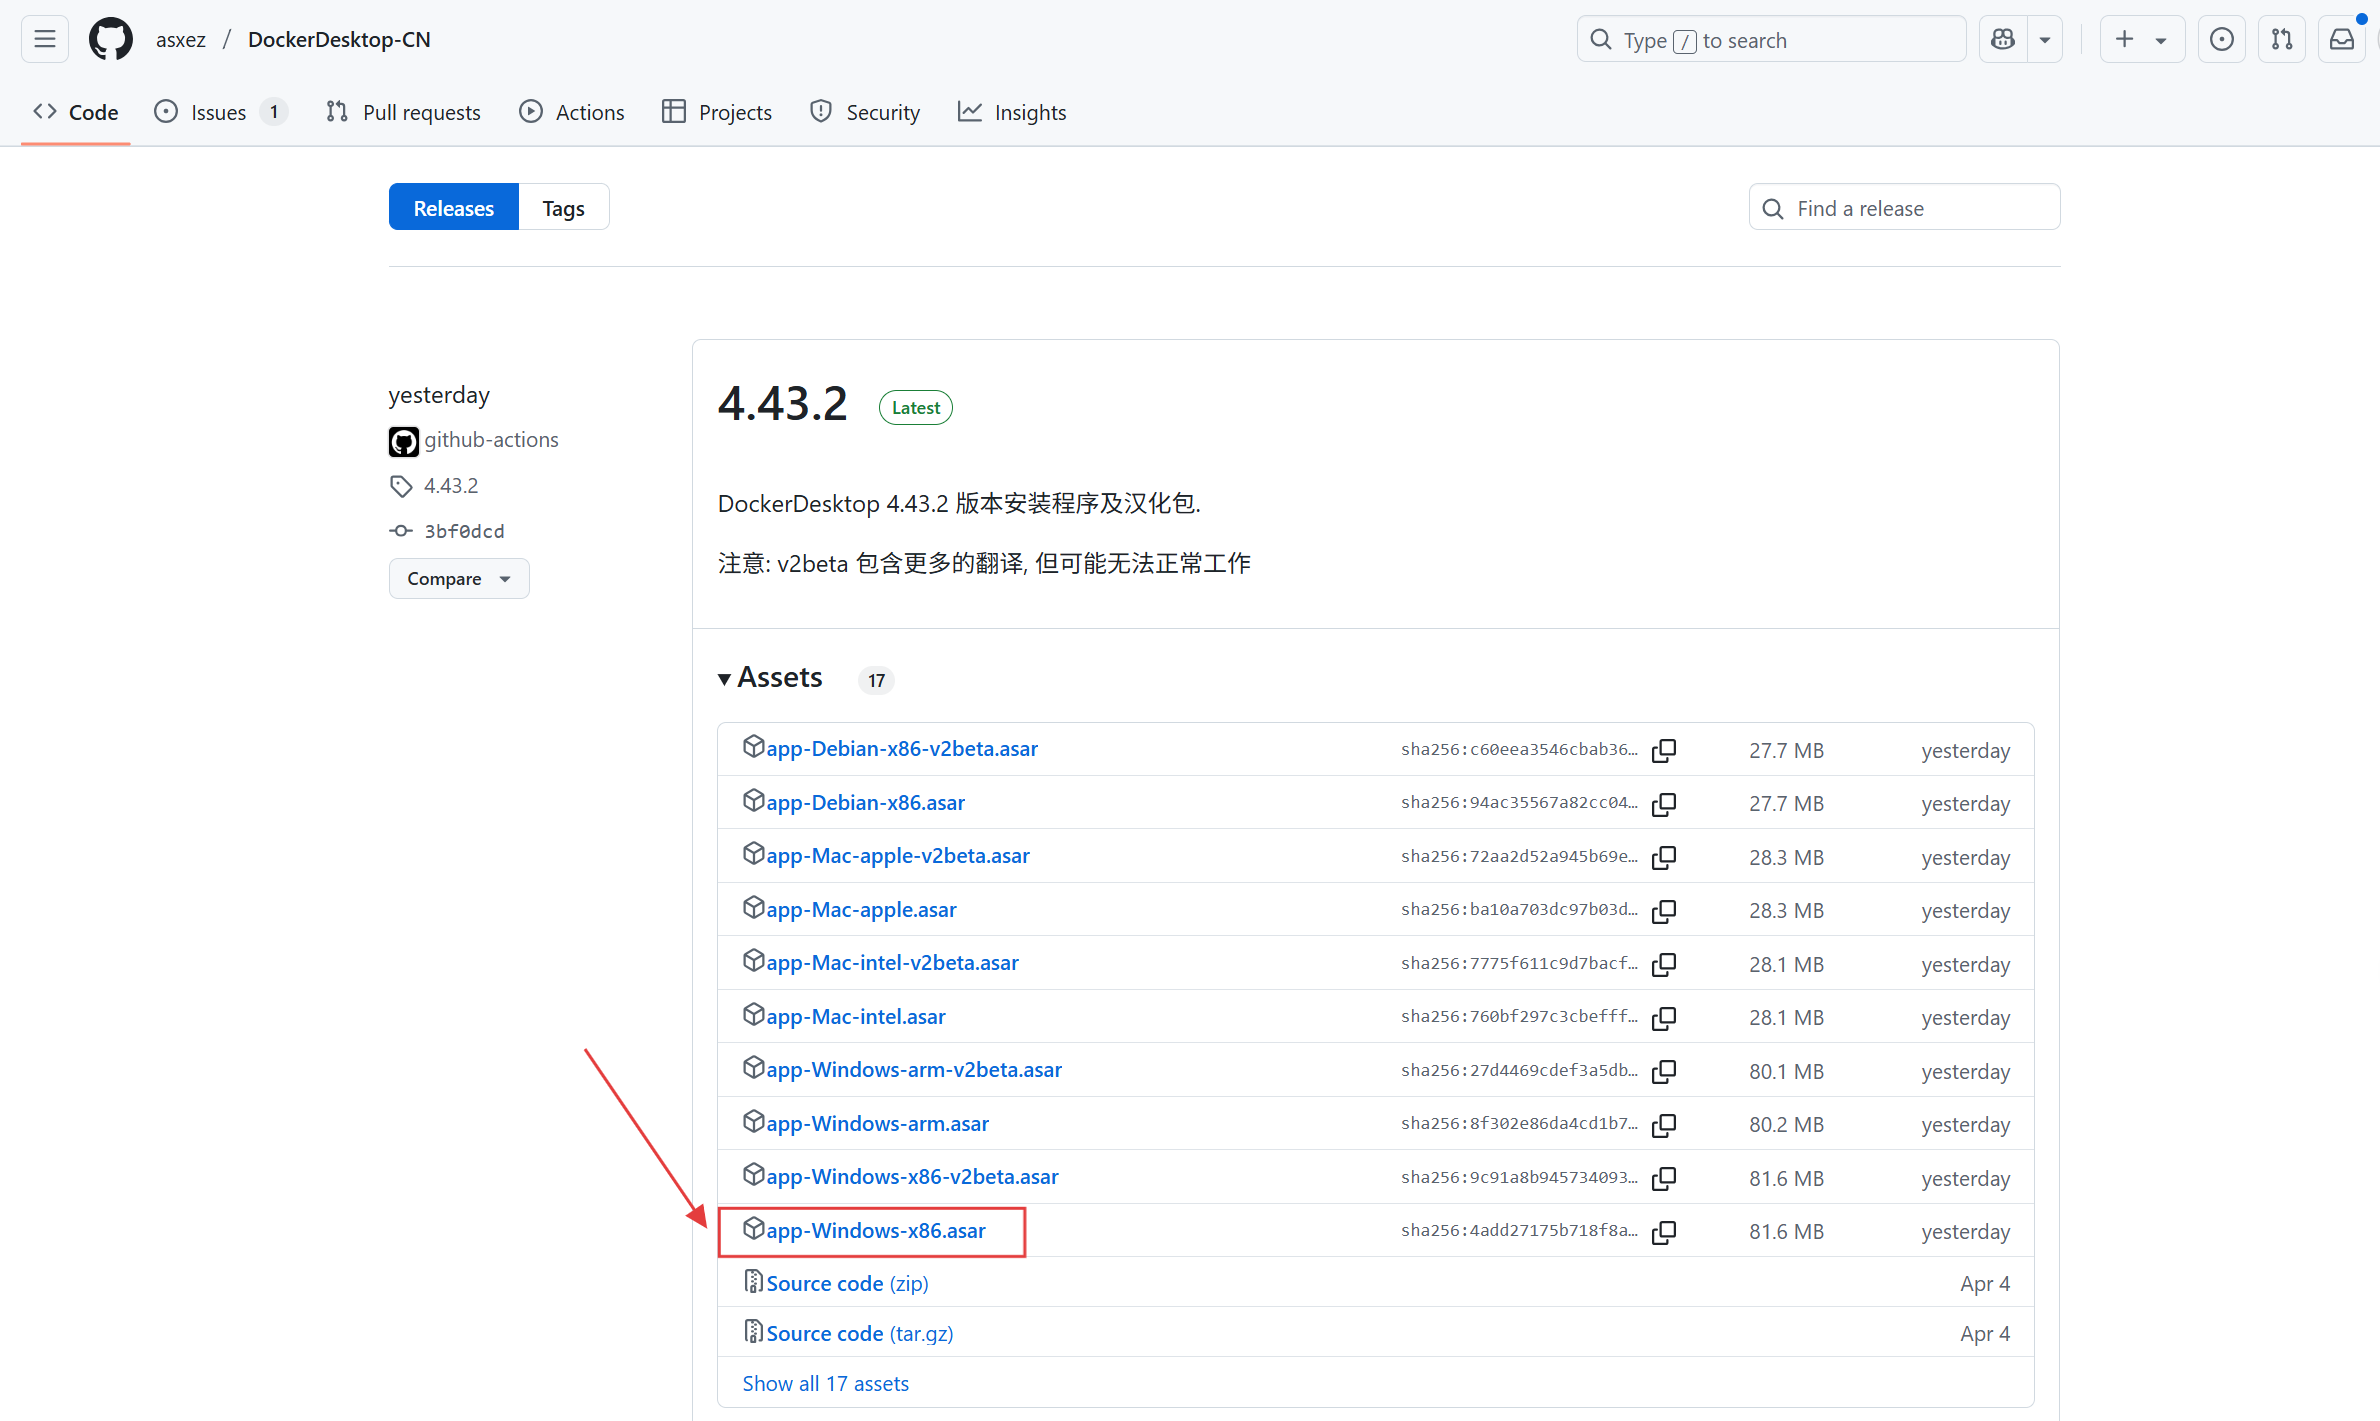 asxez / DockerDesktop-CN
Type / to search
Code
Issues 1
Pull requests
Actions
Projects
Security
Insights
Releases
Tags
Find a release
yesterday
github-actions
4.43.2
3bf0dcd
Compare
4.43.2 Latest
DockerDesktop 4.43.2 版本安装程序及汉化包.
注意: v2beta 包含更多的翻译, 但可能无法正常工作
Assets 17
app-Debian-x86-v2beta.asar sha256:c60eea3546cbab36... 27.7 MB yesterday
app-Debian-x86.asar sha256:94ac35567a82cc04... 27.7 MB yesterday
app-Mac-apple-v2beta.asar sha256:72aa2d52a945b69e... 28.3 MB yesterday
app-Mac-apple.asar sha256:ba10a703dc97b03d... 28.3 MB yesterday
app-Mac-intel-v2beta.asar sha256:7775f611c9d7bacf... 28.1 MB yesterday
app-Mac-intel.asar sha256:760bf297c3cbefff... 28.1 MB yesterday
app-Windows-arm-v2beta.asar sha256:27d4469cdef3a5db... 80.1 MB yesterday
app-Windows-arm.asar sha256:8f302e86da4cd1b7... 80.2 MB yesterday
app-Windows-x86-v2beta.asar sha256:9c91a8b945734093... 81.6 MB yesterday
app-Windows-x86.asar sha256:4add27175b718f8a... 81.6 MB yesterday
Source code (zip) Apr 4
Source code (tar.gz) Apr 4
Show all 17 assets